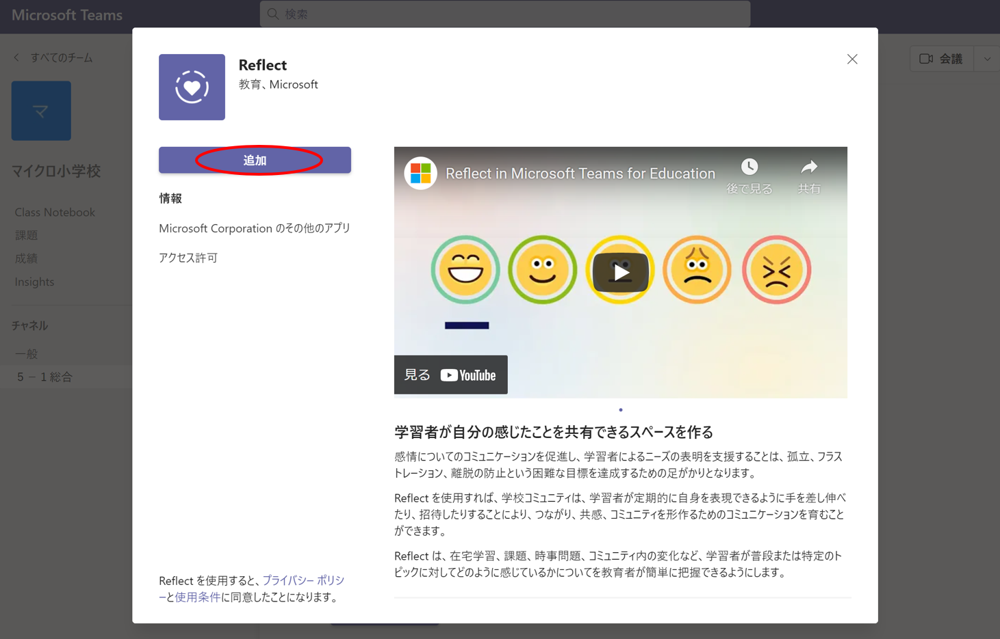 Microsoft Teams
検索
すべてのチーム
会議
マ
マイクロ小学校
Class Notebook
課題
成績
Insights
チャネル
一般
5 － 1 総合
Reflect
教育、Microsoft
追加
情報
Microsoft Corporation のその他のアプリ
アクセス許可
Reflect を使用すると、プライバシー ポリシ
ーと使用条件に同意したことになります。
Reflect in Microsoft Teams for Education
後で見る
共有
見る YouTube
学習者が自分の感じたことを共有できるスペースを作る
感情についてのコミュニケーションを促進し、学習者によるニーズの表明を支援することは、孤立、フラス
トレーション、離脱の防止という困難な目標を達成するための足がかりとなります。
Reflect を使用すれば、学校コミュニティは、学習者が定期的に自身を表現できるように手を差し伸べ
たり、招待したりすることにより、つながり、共感、コミュニティを形作るためのコミュニケーションを育むこと
ができます。
Reflect は、在宅学習、課題、時事問題、コミュニティ内の変化など、学習者が普段または特定のト
ピックに対してどのように感じているかについてを教育者が簡単に把握できるようにします。